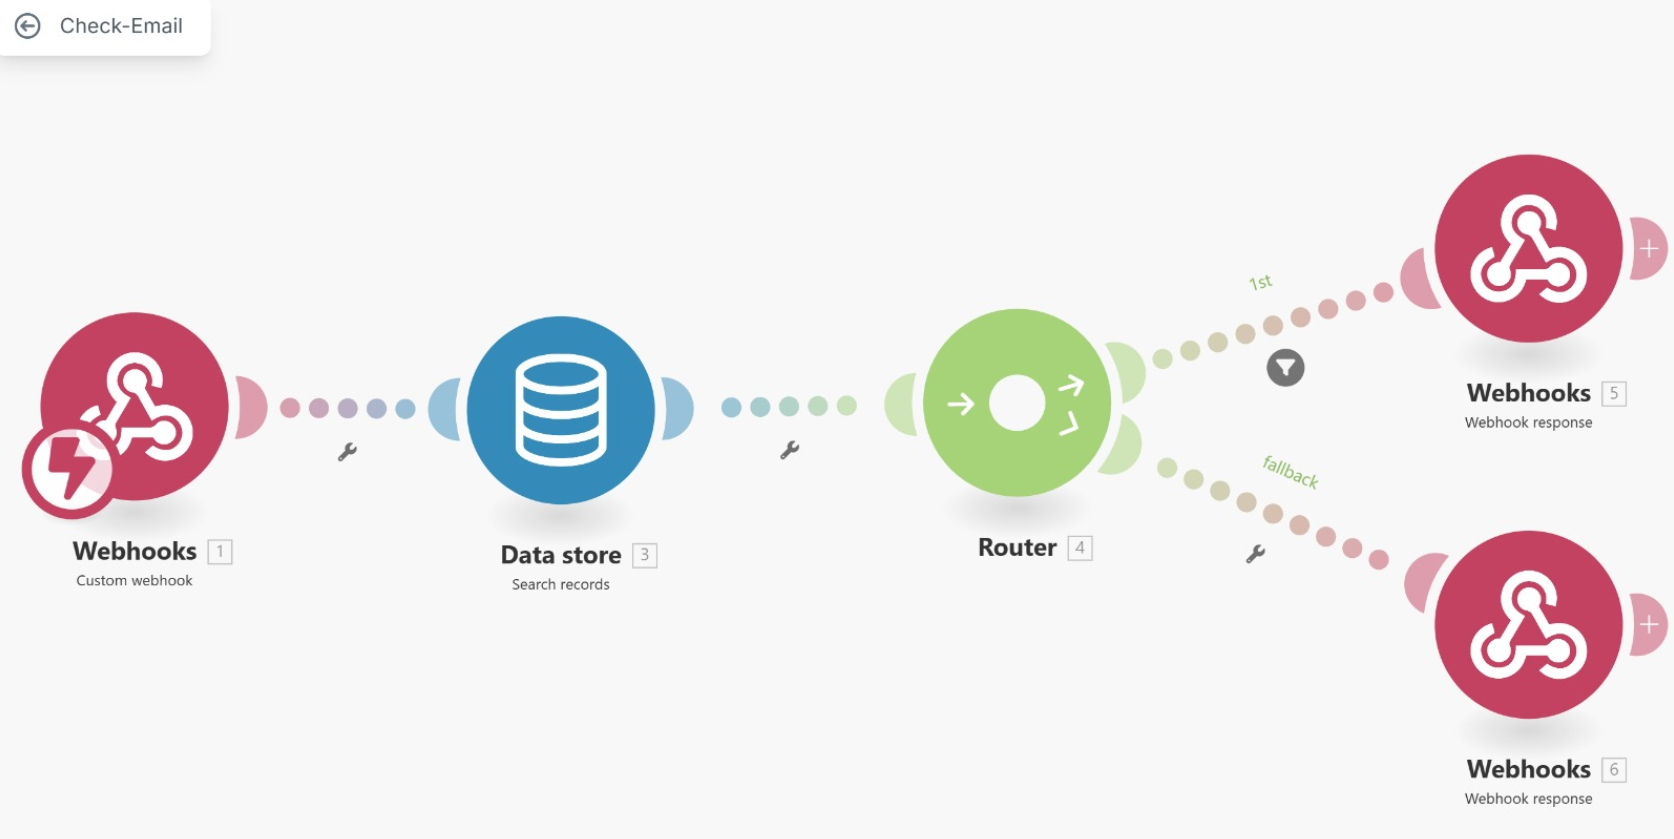 Check-Email
Webhooks 1
Custom webhook
Data store 3
Search records
Router 4
1st
fallback
Webhooks 5
Webhook response
Webhooks 6
Webhook response